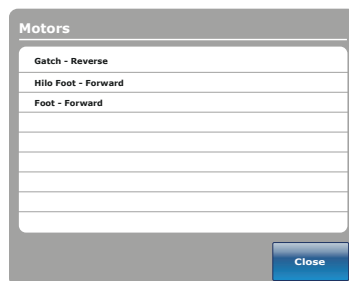 Motors
Gatch - Reverse
Hilo Foot - Forward
Foot - Forward
Close